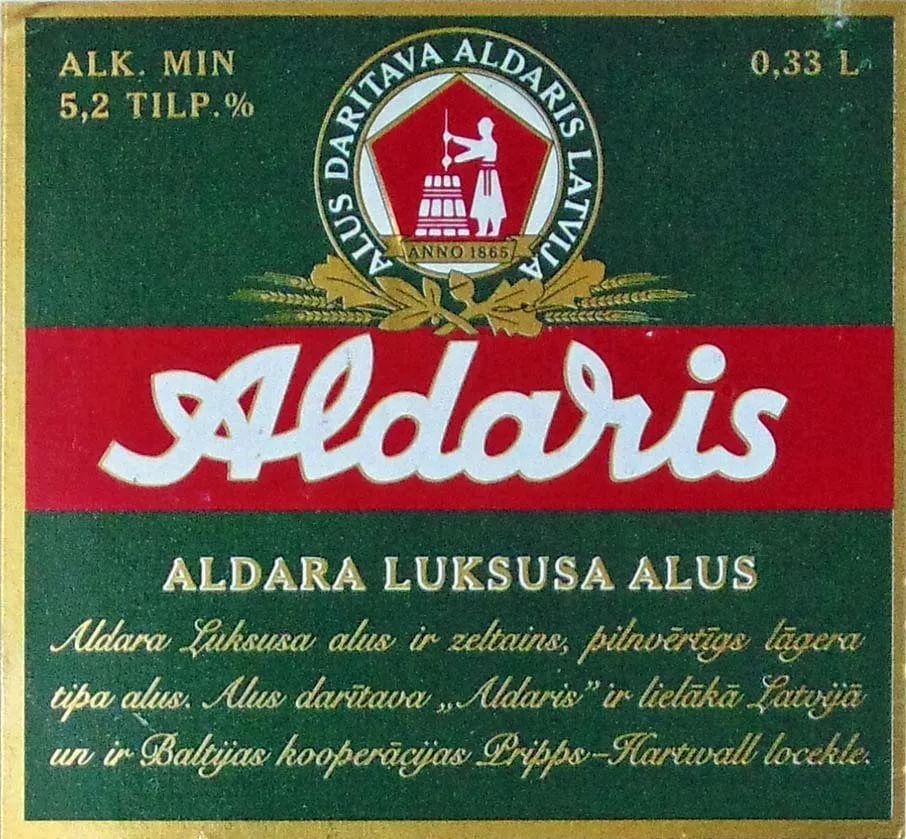 ALK. MIN
5,2 TILP.%
0,33 L
ALUS DARĪTAVA ALDARIS LATVIJA
ANNO 1865
Aldaris
ALDARA LUKSUSA ALUS
Aldara Luksusa alus ir zeltains, pilnvērtīgs lāgera
tipa alus. Alus darītava „Aldaris” ir lielākā Latvijā
un ir Baltijas kooperācijas Pripps-Hartwall locekle.